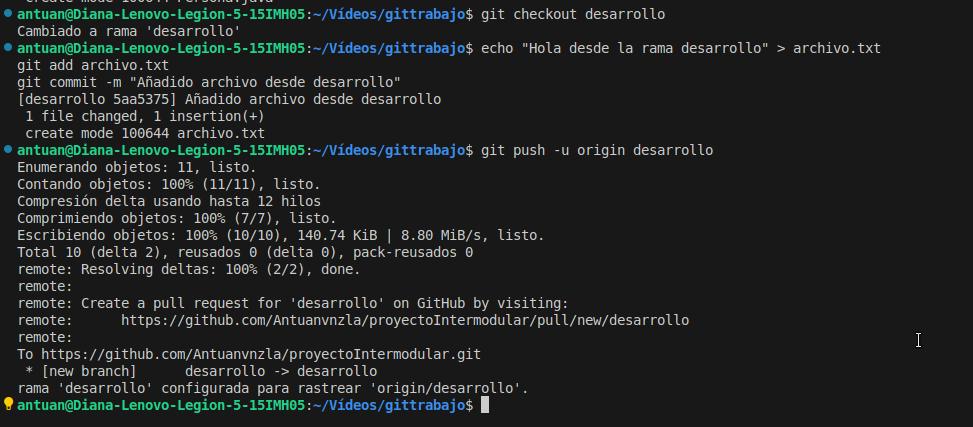 antuan@Diana-Lenovo-Legion-5-15IMH05:~/Vídeos/gittrabajo$ git checkout desarrollo
Cambiado a rama 'desarrollo'
antuan@Diana-Lenovo-Legion-5-15IMH05:~/Vídeos/gittrabajo$ echo "Hola desde la rama desarrollo" > archivo.txt
git add archivo.txt
git commit -m "Añadido archivo desde desarrollo"
[desarrollo 5aa5375] Añadido archivo desde desarrollo
 1 file changed, 1 insertion(+)
 create mode 100644 archivo.txt
antuan@Diana-Lenovo-Legion-5-15IMH05:~/Vídeos/gittrabajo$ git push -u origin desarrollo
Enumerando objetos: 11, listo.
Contando objetos: 100% (11/11), listo.
Compresión delta usando hasta 12 hilos
Comprimiendo objetos: 100% (7/7), listo.
Escribiendo objetos: 100% (10/10), 140.74 KiB | 8.80 MiB/s, listo.
Total 10 (delta 2), reusados 0 (delta 0), pack-reusados 0
remote: Resolving deltas: 100% (2/2), done.
remote:
remote: Create a pull request for 'desarrollo' on GitHub by visiting:
remote:      https://github.com/Antuanvnzla/proyectoIntermodular/pull/new/desarrollo
remote:
To https://github.com/Antuanvnzla/proyectoIntermodular.git
 * [new branch]      desarrollo -> desarrollo
rama 'desarrollo' configurada para rastrear 'origin/desarrollo'.
antuan@Diana-Lenovo-Legion-5-15IMH05:~/Vídeos/gittrabajo$